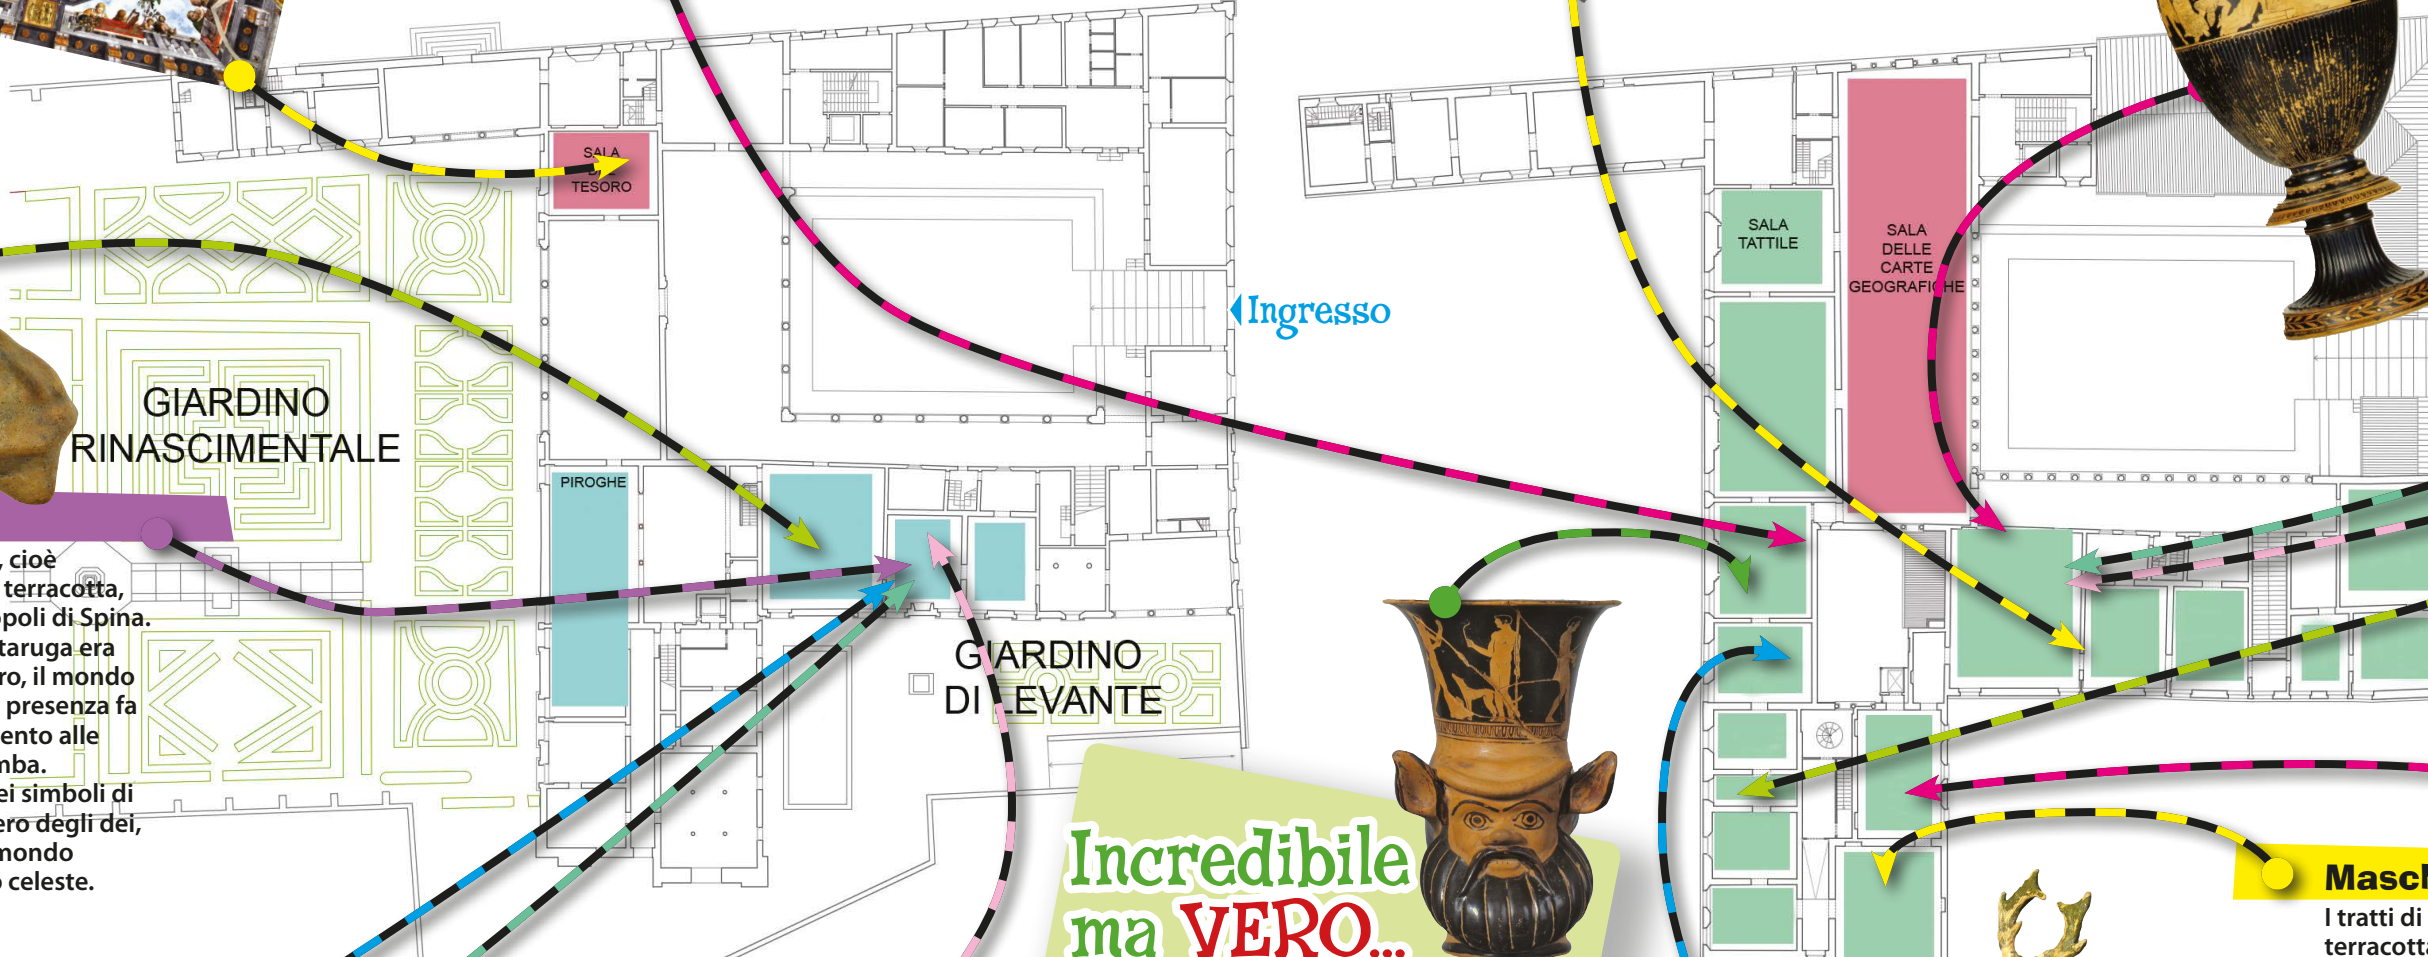 SALA
TESORO
SALA
TATTILE
SALA
DELLE
CARTE
GEOGRAFICHE
Ingresso
GIARDINO
RINASCIMENTALE
PIROGHE
, cioè
terracotta,
opoli di Spina.
taruga era
ro, il mondo
presenza fa
ento alle
mba.
ei simboli di
ero degli dei,
mondo
celeste.
GIARDINO
DI LEVANTE
Incredibile
ma VERO...
Masch
I tratti di
terracotta